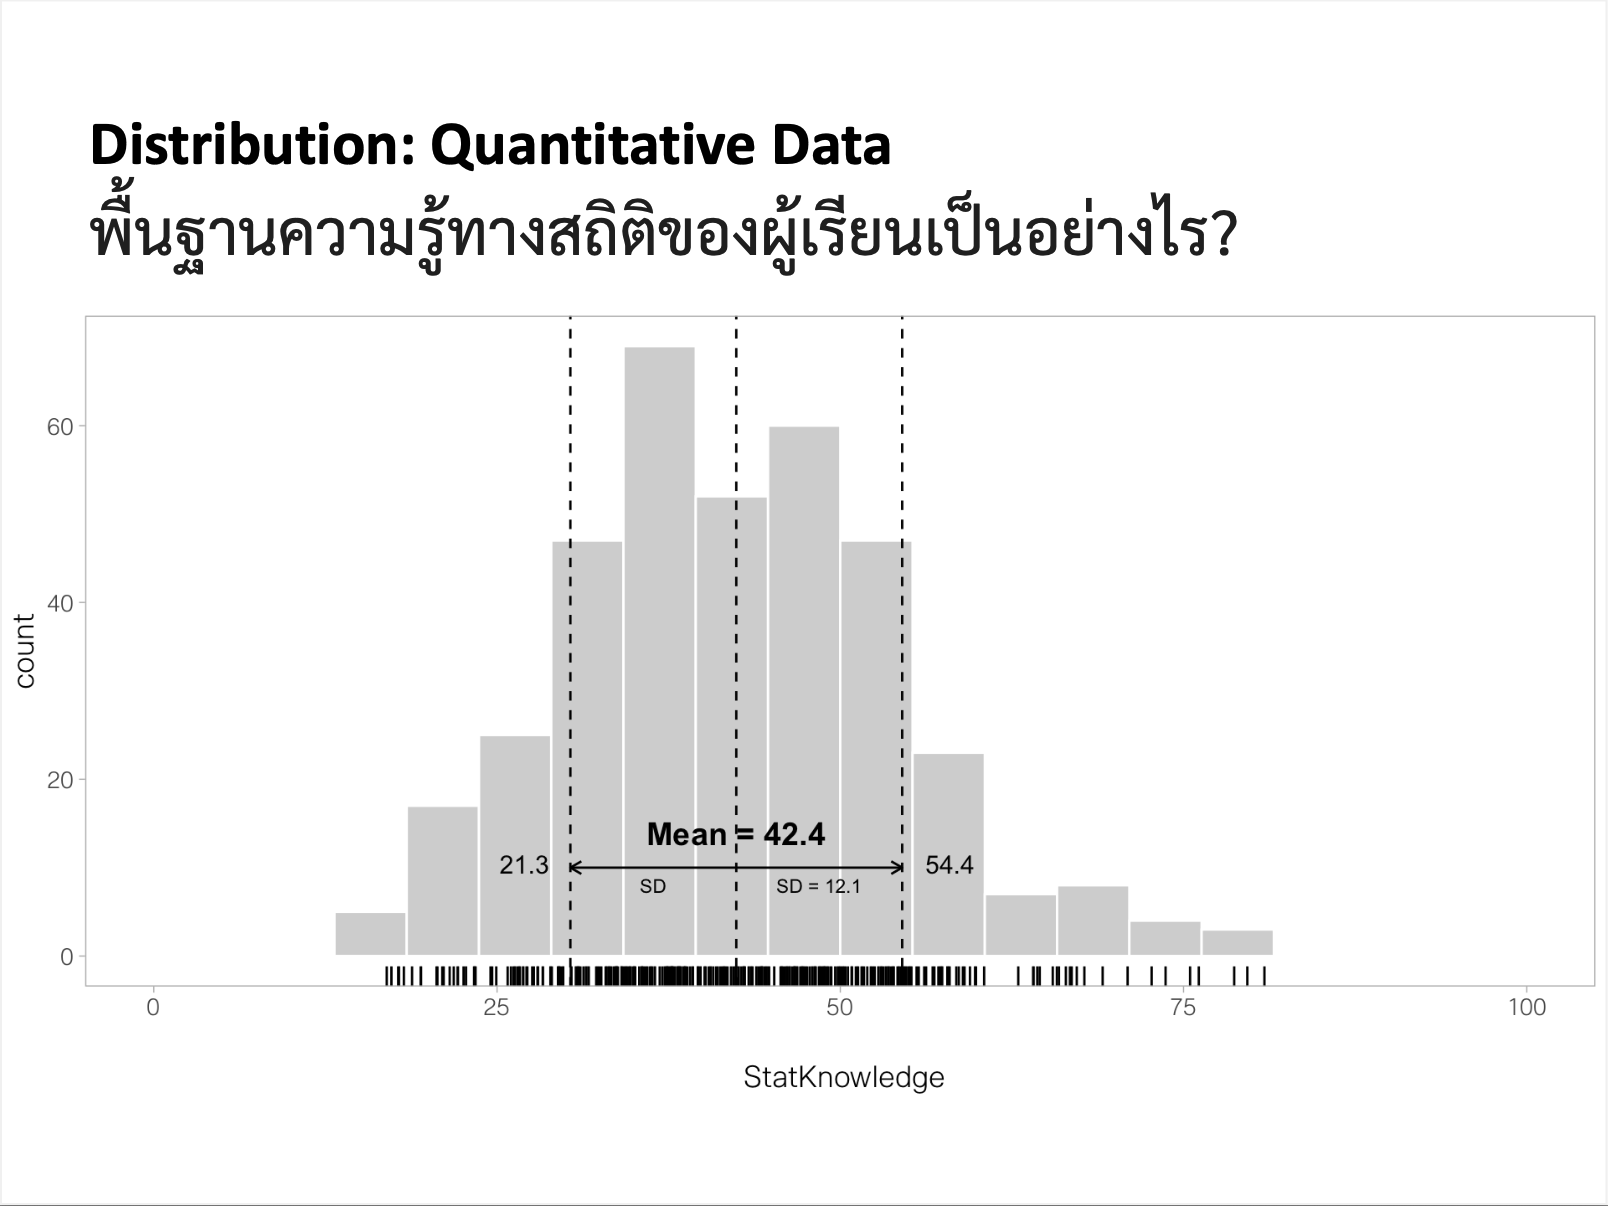 Distribution: Quantitative Data
พื้นฐานความรู้ทางสถิติของผู้เรียนเป็นอย่างไร?
60
40
20
0
count
Mean = 42.4
21.3
54.4
SD
SD = 12.1
0
25
50
75
100
StatKnowledge